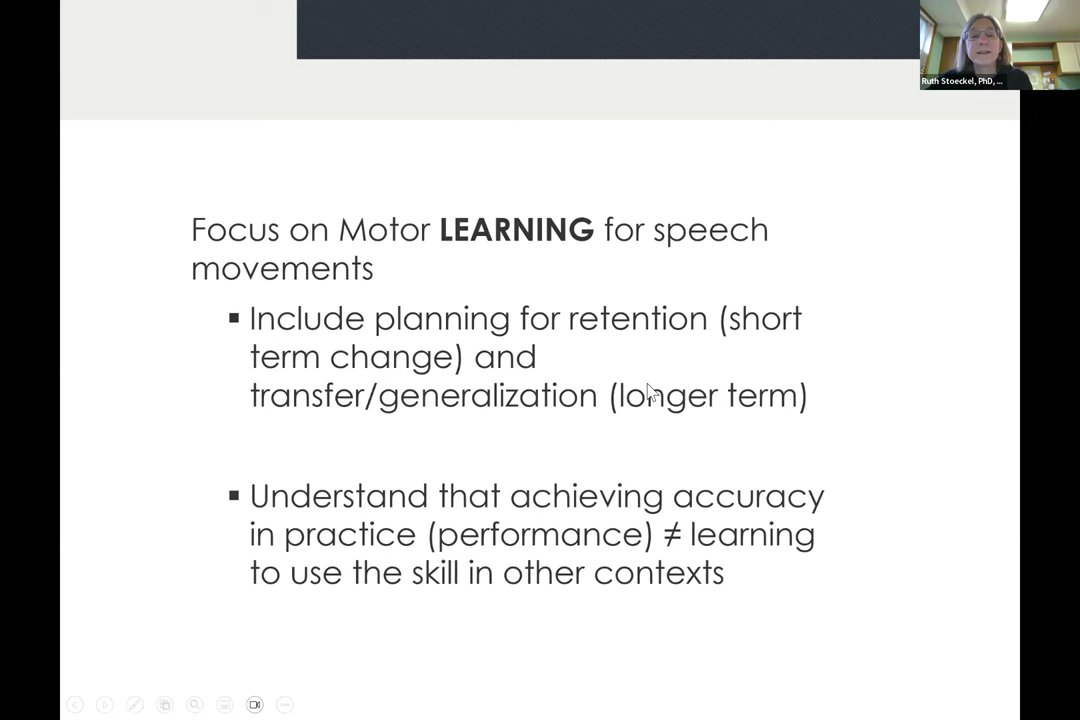 Ruth Stoeckel, PhD, ...
Focus on Motor LEARNING for speech
movements
▪ Include planning for retention (short
term change) and
transfer/generalization (longer term)
▪ Understand that achieving accuracy
in practice (performance) ≠ learning
to use the skill in other contexts